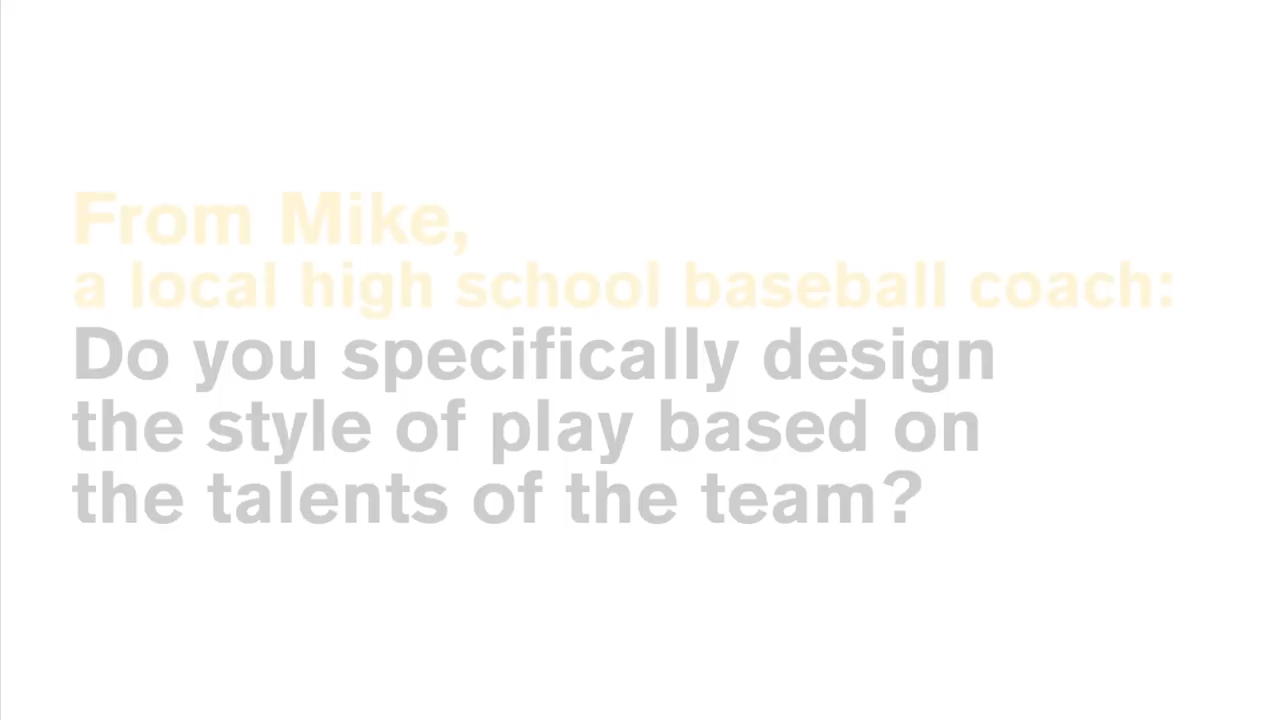 From Mike,
a local high school baseball coach:
Do you specifically design
the style of play based on
the talents of the team?